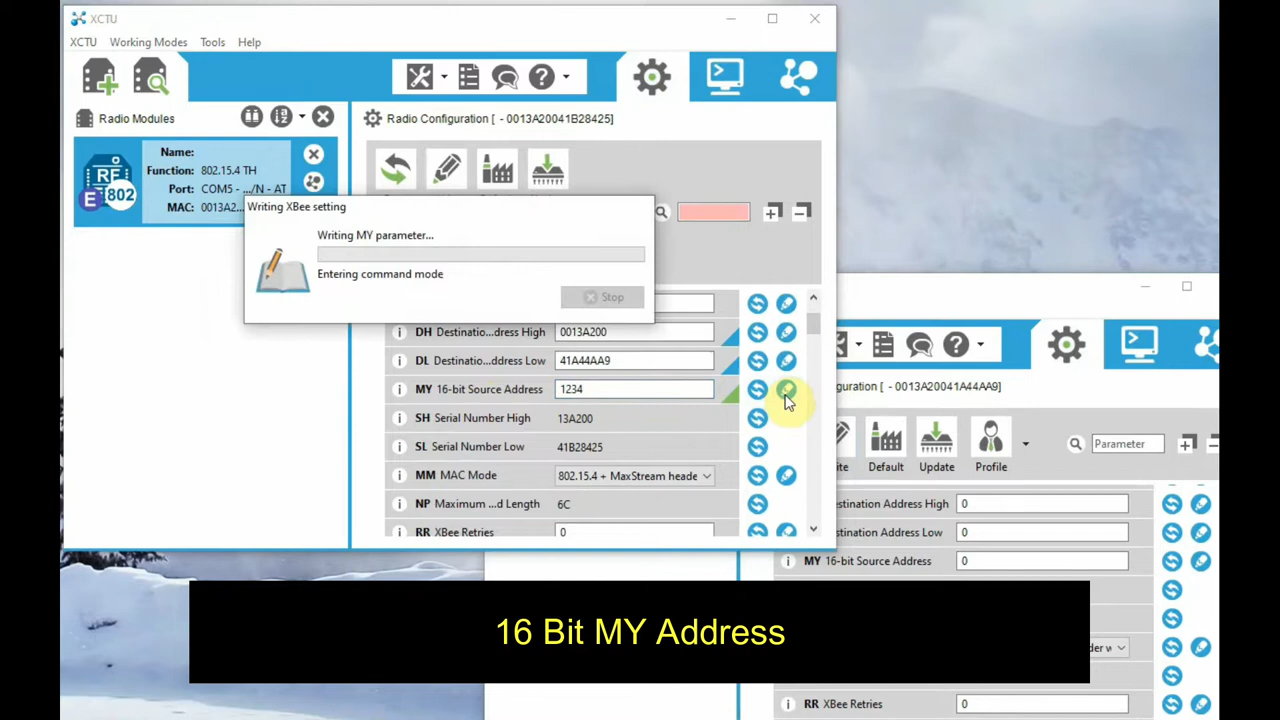 XCTU
XCTU Working Modes Tools Help
Radio Modules
Radio Configuration [ - 0013A20041B28425]
Name:
Function: 802.15.4 TH
Port: COM5 - .../N - AT
MAC: 0013A2...
RF
802
E
Writing XBee setting
Writing MY parameter...
Entering command mode
Stop
DH Destinatio...dress High 0013A200
DL Destinatio...ddress Low 41A44AA9
MY 16-bit Source Address 1234
SH Serial Number High 13A200
SL Serial Number Low 41B28425
MM MAC Mode 802.15.4 + MaxStream heade
NP Maximum ...d Length 6C
RR XBee Retries 0
guration [ - 0013A20041A44AA9]
ite Default Update Profile
Parameter
stination Address High 0
stination Address Low 0
MY 16-bit Source Address 0
der w
RR XBee Retries 0
16 Bit MY Address